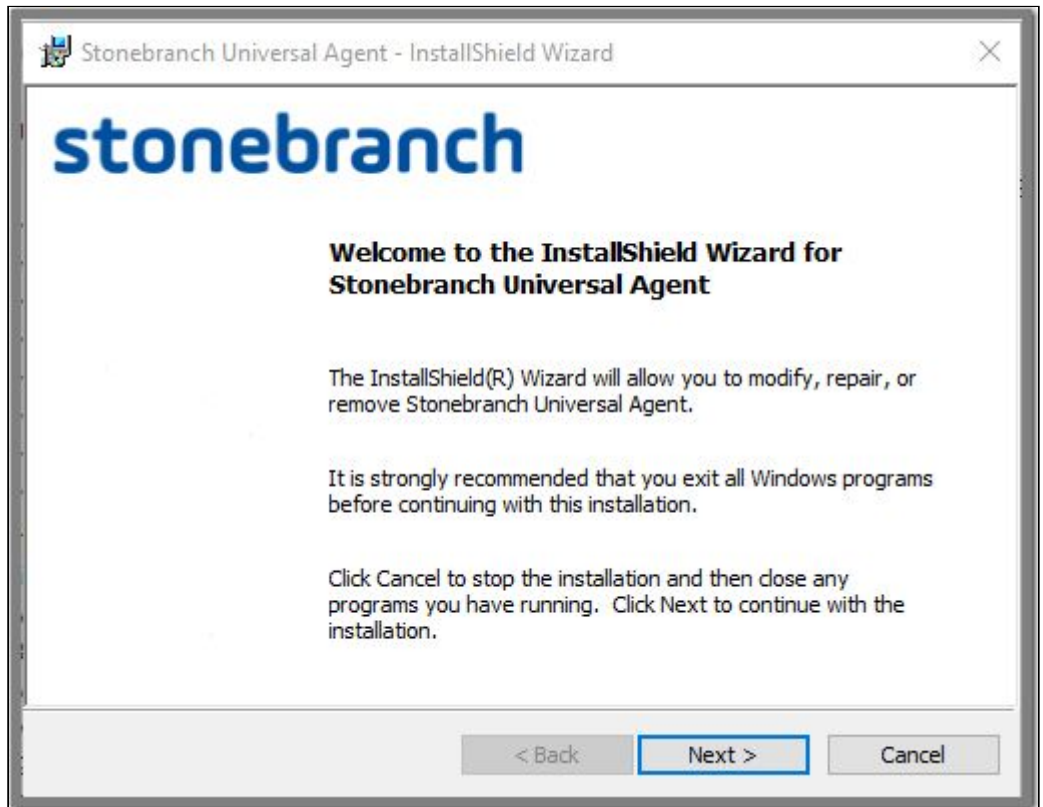 Stonebranch Universal Agent - InstallShield Wizard
stonebranch
Welcome to the InstallShield Wizard for
Stonebranch Universal Agent
The InstallShield(R) Wizard will allow you to modify, repair, or
remove Stonebranch Universal Agent.
It is strongly recommended that you exit all Windows programs
before continuing with this installation.
Click Cancel to stop the installation and then close any
programs you have running.  Click Next to continue with the
installation.
< Back
Next >
Cancel